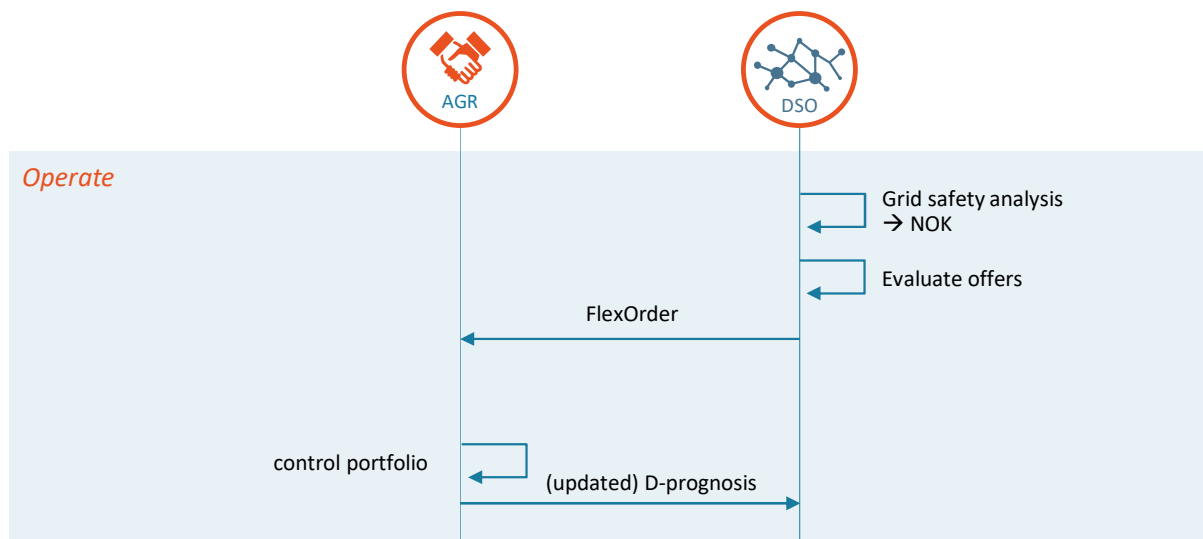 AGR
DSO
Operate
Grid safety analysis
→ NOK
Evaluate offers
FlexOrder
control portfolio
(updated) D-prognosis